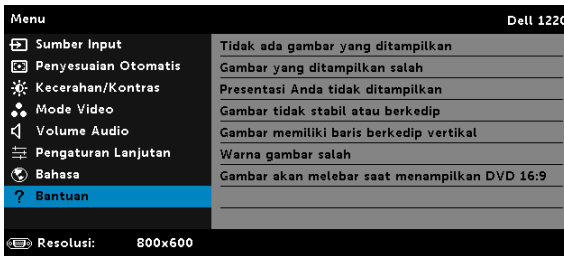 Menu
Dell 1220
Sumber Input
Penyesuaian Otomatis
Kecerahan/Kontras
Mode Video
Volume Audio
Pengaturan Lanjutan
Bahasa
? Bantuan
Tidak ada gambar yang ditampilkan
Gambar yang ditampilkan salah
Presentasi Anda tidak ditampilkan
Gambar tidak stabil atau berkedip
Gambar memiliki baris berkedip vertikal
Warna gambar salah
Gambar akan melebar saat menampilkan DVD 16:9
Resolusi: 800x600